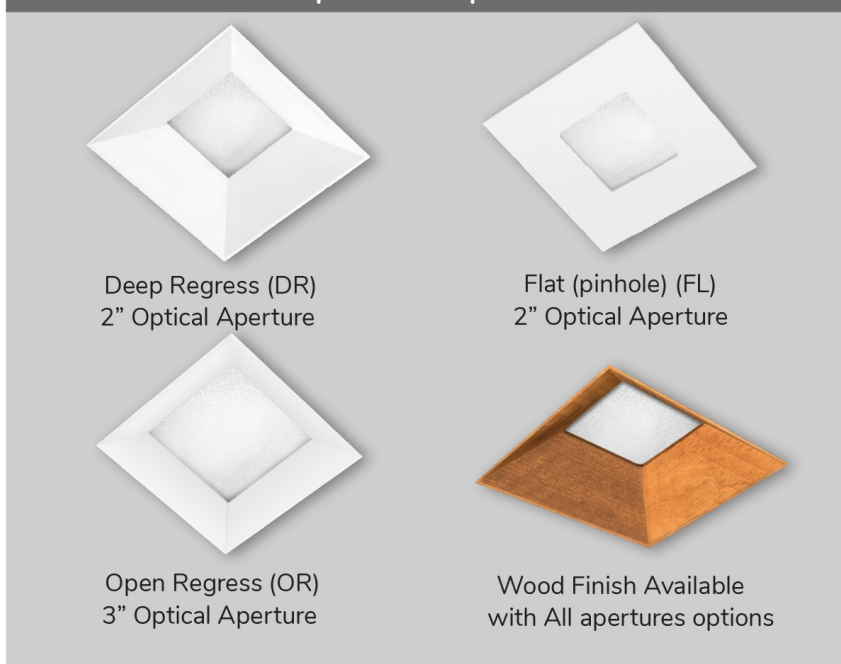 Deep Regress (DR)
2” Optical Aperture
Flat (pinhole) (FL)
2” Optical Aperture
Open Regress (OR)
3” Optical Aperture
Wood Finish Available
with All apertures options